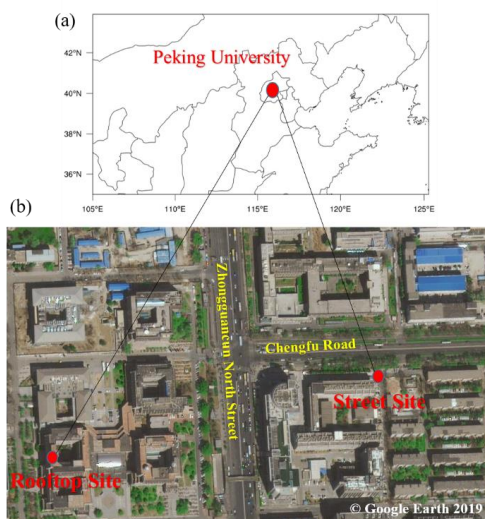 (a)
Peking University
42°N
40°N
38°N
36°N
105°E
110°E
115°E
120°E
125°E
(b)
Zhongguancun North Street
Chengfu Road
Street Site
Rooftop Site
© Google Earth 2019